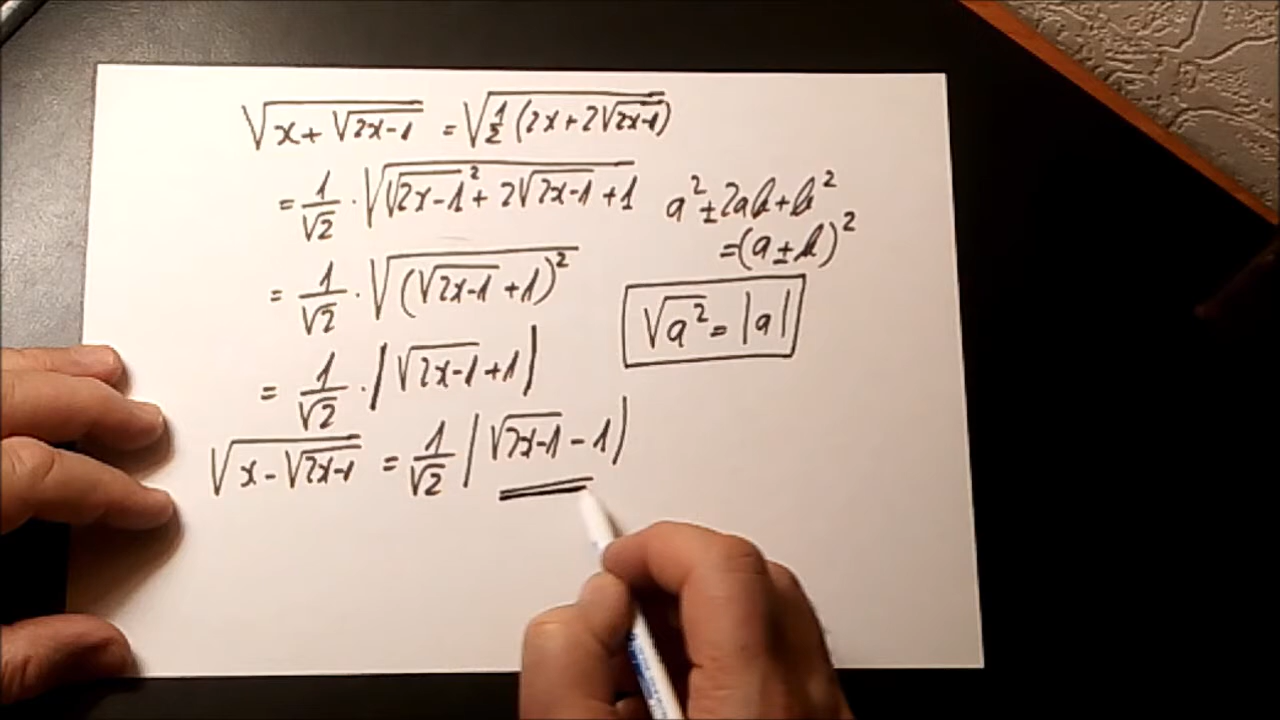 √(x + √(2x-1)) = √(1/2 (2x + 2√(2x-1)))
= 1/√2 · √(√(2x-1)² + 2√(2x-1) + 1)
a² ± 2ab + b²
= (a ± b)²
= 1/√2 · √((√(2x-1) + 1)²)
√(a²) = |a|
= 1/√2 · |√(2x-1) + 1|
√(x - √(2x-1)) = 1/√2 |√(2x-1) - 1|